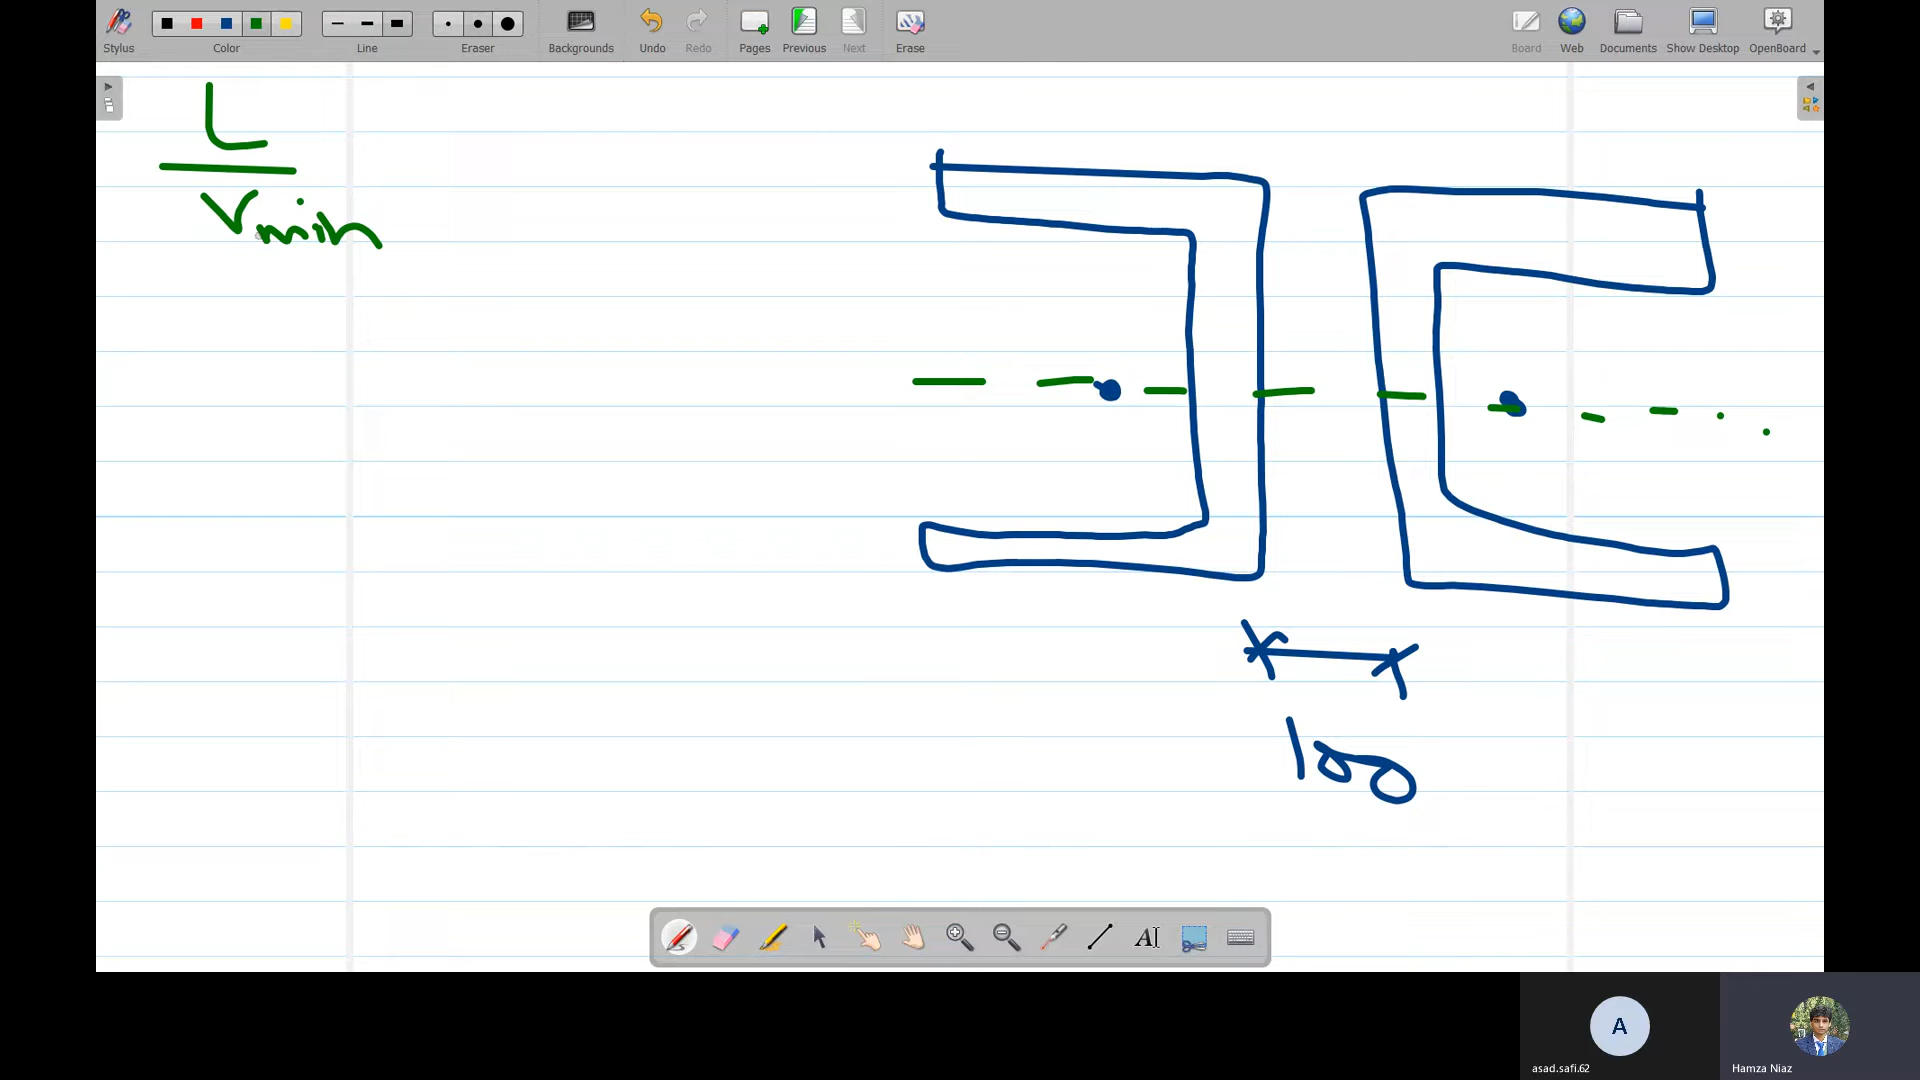 Stylus
Color
Line
Eraser
Backgrounds
Undo
Redo
Pages
Previous
Next
Erase
Board
Web
Documents
Show Desktop
OpenBoard
L
rmin
100
A
asad.safi.62
Hamza Niaz